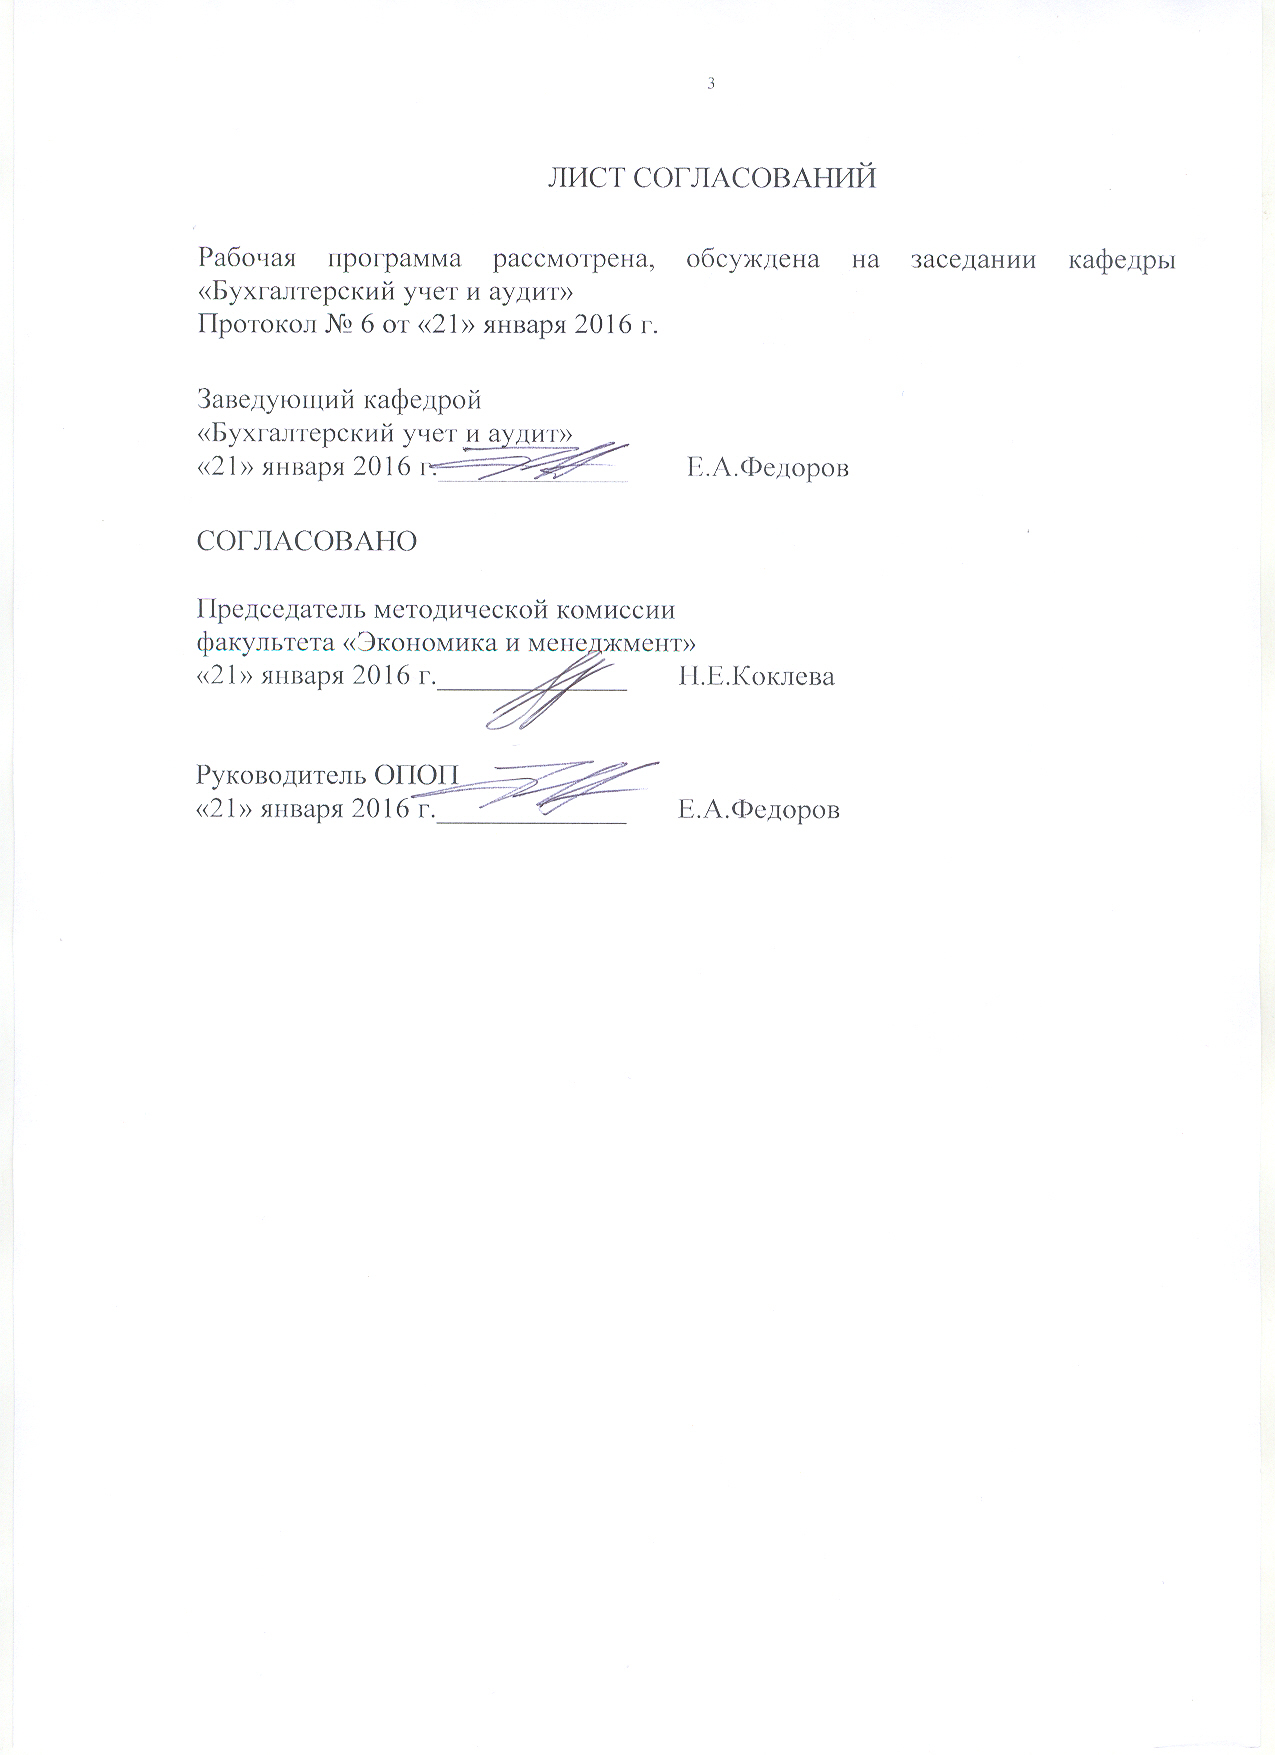 3
ЛИСТ СОГЛАСОВАНИЙ
Рабочая программа рассмотрена, обсуждена на заседании кафедры
«Бухгалтерский учет и аудит»
Протокол № 6 от «21» января 2016 г.
Заведующий кафедрой
«Бухгалтерский учет и аудит»
«21» января 2016 г.______________ Е.А.Федоров
СОГЛАСОВАНО
Председатель методической комиссии
факультета «Экономика и менеджмент»
«21» января 2016 г.______________ Н.Е.Коклева
Руководитель ОПОП
«21» января 2016 г.______________ Е.А.Федоров